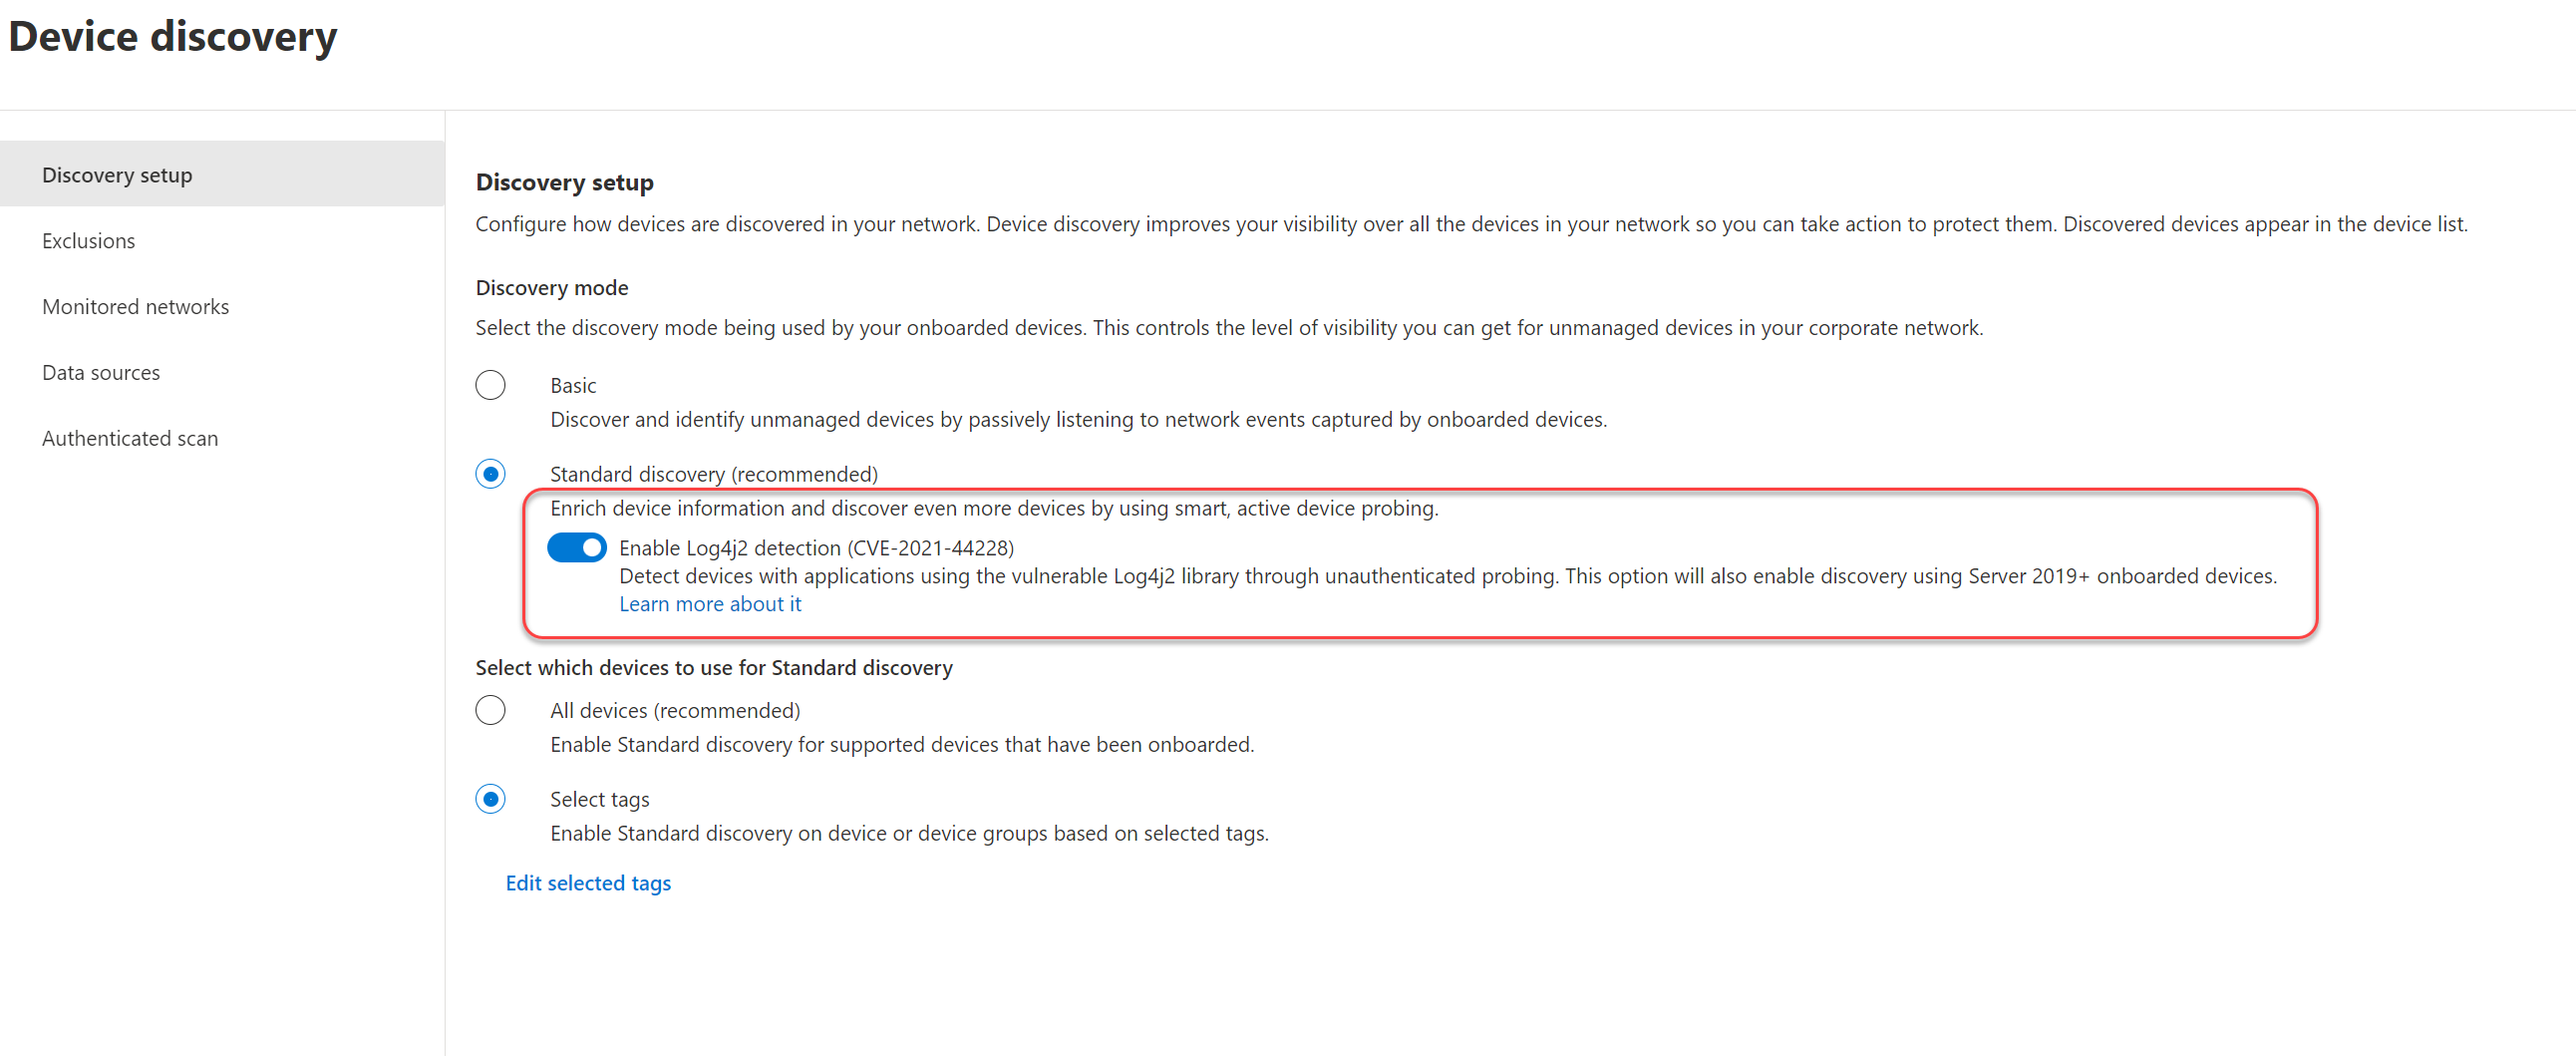 Device discovery
Discovery setup
Exclusions
Monitored networks
Data sources
Authenticated scan
Discovery setup
Configure how devices are discovered in your network. Device discovery improves your visibility over all the devices in your network so you can take action to protect them. Discovered devices appear in the device list.
Discovery mode
Select the discovery mode being used by your onboarded devices. This controls the level of visibility you can get for unmanaged devices in your corporate network.
Basic
Discover and identify unmanaged devices by passively listening to network events captured by onboarded devices.
Standard discovery (recommended)
Enrich device information and discover even more devices by using smart, active device probing.
Enable Log4j2 detection (CVE-2021-44228)
Detect devices with applications using the vulnerable Log4j2 library through unauthenticated probing. This option will also enable discovery using Server 2019+ onboarded devices.
Learn more about it
Select which devices to use for Standard discovery
All devices (recommended)
Enable Standard discovery for supported devices that have been onboarded.
Select tags
Enable Standard discovery on device or device groups based on selected tags.
Edit selected tags